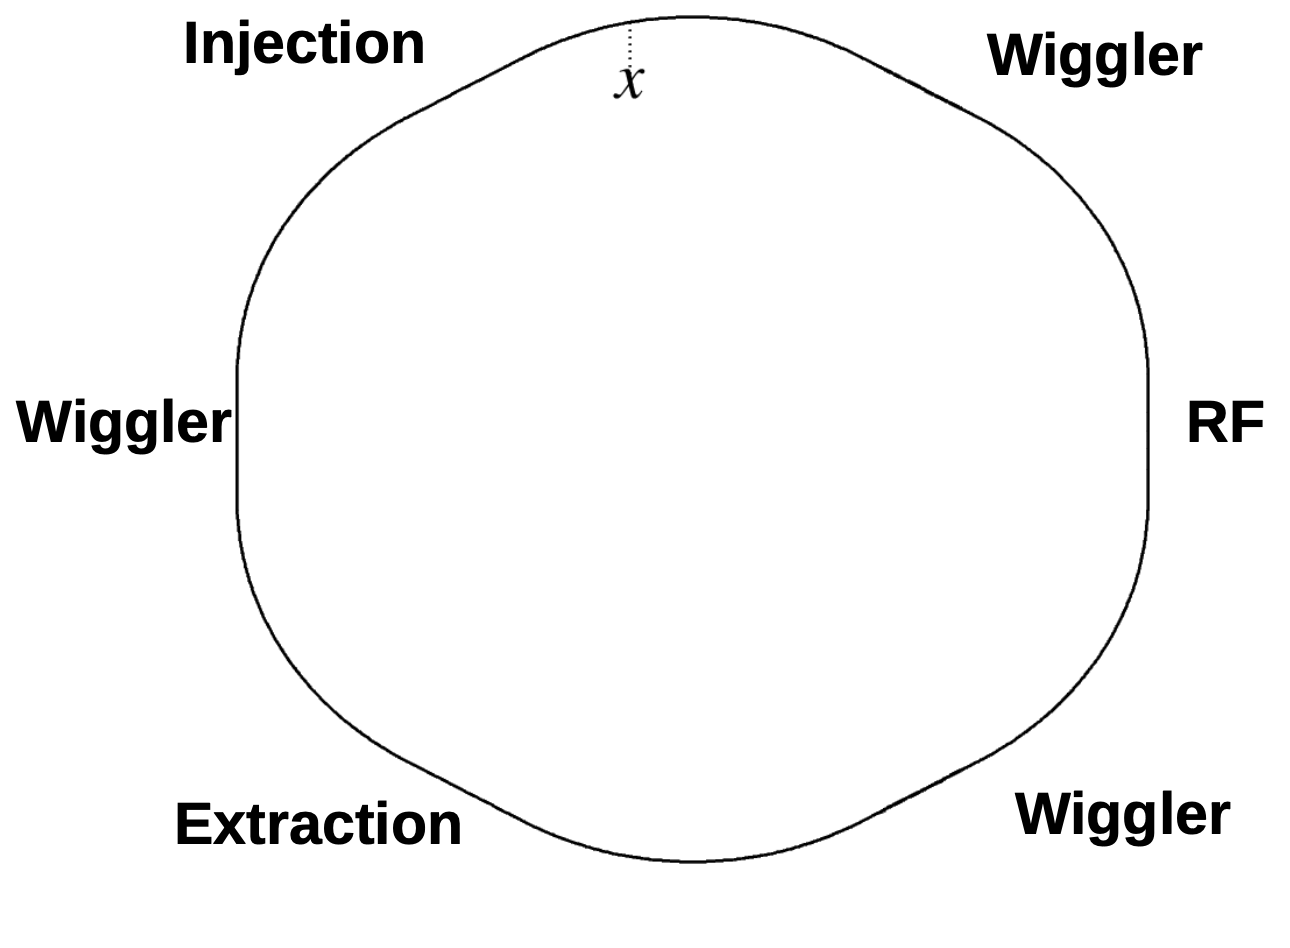 Injection
Wiggler
x
Wiggler
RF
Extraction
Wiggler